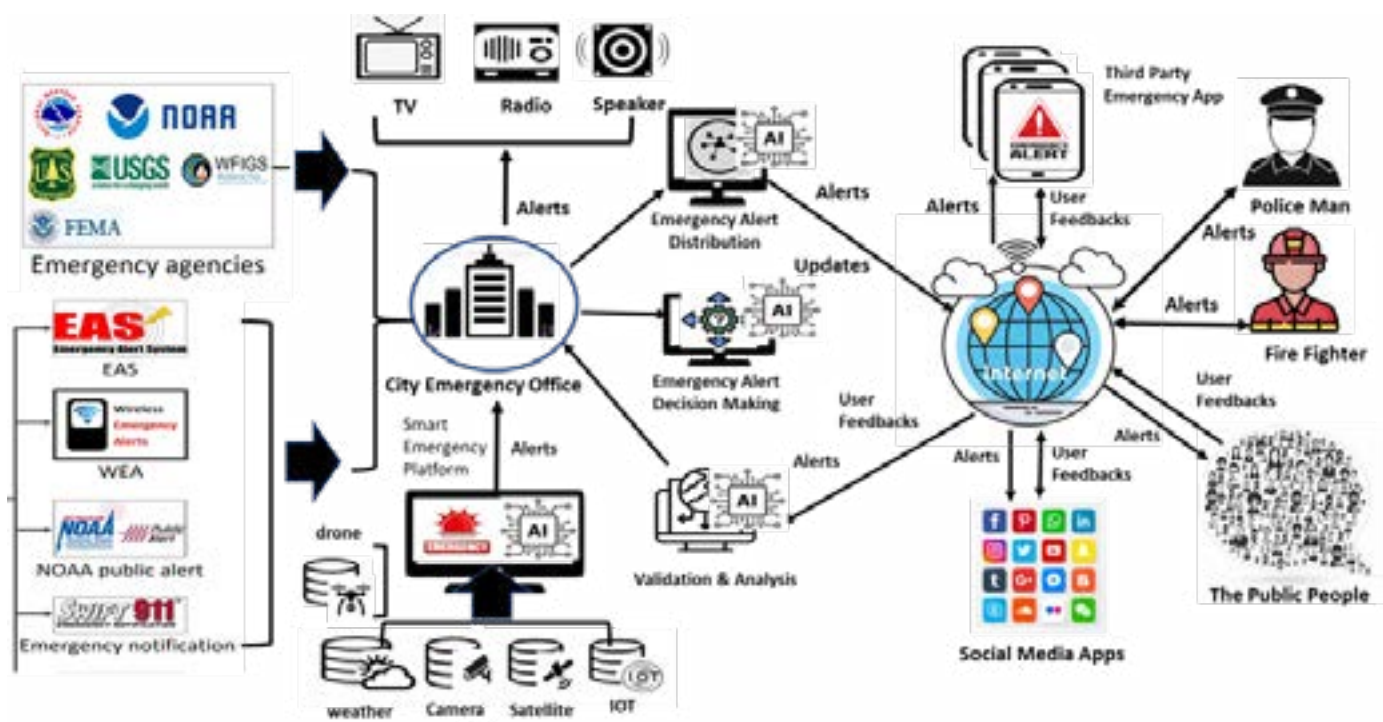 TV
Radio
Speaker
NOAA
USGS
WFIGS
FEMA
Emergency agencies
EAS
Emergency Alert System
EAS
Wireless
Emergency
Alerts
WEA
NOAA
Public
Alert
NOAA public alert
SWIFT 911
Emergency notification
Alerts
City Emergency Office
Smart
Emergency
Platform
Alerts
EMERGENCY
AI
drone
weather
Camera
Satellite
IOT
IOT
AI
Emergency Alert
Distribution
AI
Emergency Alert
Decision Making
AI
Validation & Analysis
Alerts
Updates
User
Feedbacks
Alerts
EMERGENCY
ALERT
Third Party
Emergency App
Alerts
User
Feedbacks
Internet
Police Man
Alerts
Alerts
Fire Fighter
User
Feedbacks
Alerts
The Public People
Alerts
User
Feedbacks
Social Media Apps